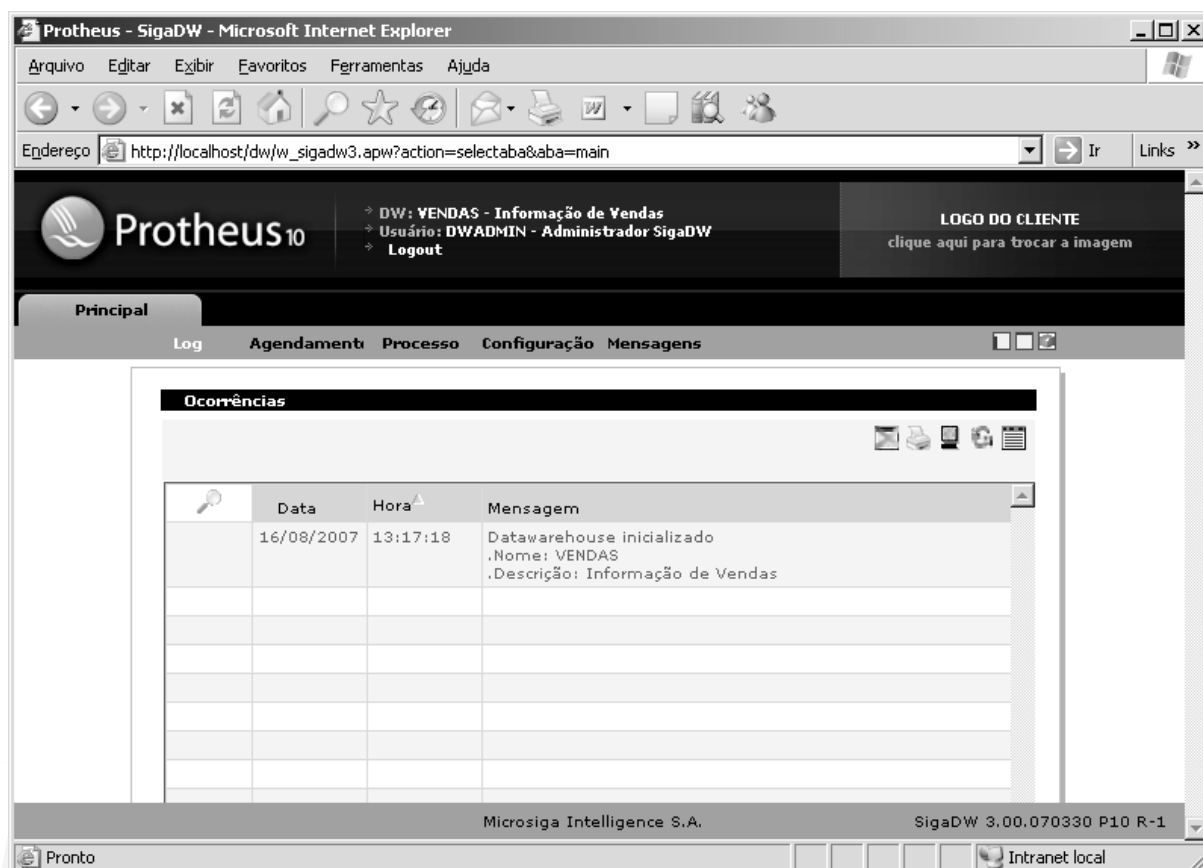 Protheus - SigaDW - Microsoft Internet Explorer
Arquivo Editar Exibir Favoritos Ferramentas Ajuda
Endereço http://localhost/dw/w_sigadw3.apw?action=selectaba&aba=main Ir Links »
Protheus 10
DW: VENDAS - Informação de Vendas
Usuário: DWADMIN - Administrador SigaDW
Logout
LOGO DO CLIENTE
clique aqui para trocar a imagem
Principal
Log Agendament Processo Configuração Mensagens
Ocorrências
Data Hora Mensagem
16/08/2007 13:17:18 Datawarehouse inicializado
.Nome: VENDAS
.Descrição: Informação de Vendas
Microsiga Intelligence S.A. SigaDW 3.00.070330 P10 R-1
Pronto Intranet local